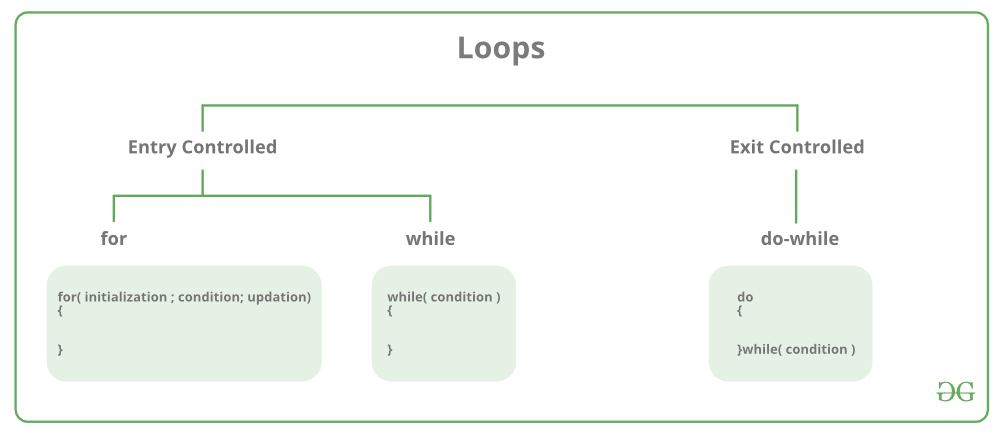 Loops
Entry Controlled
Exit Controlled
for
while
do-while
for( initialization ; condition; updation)
{
}
while( condition )
{
}
do
{
}while( condition )
GG